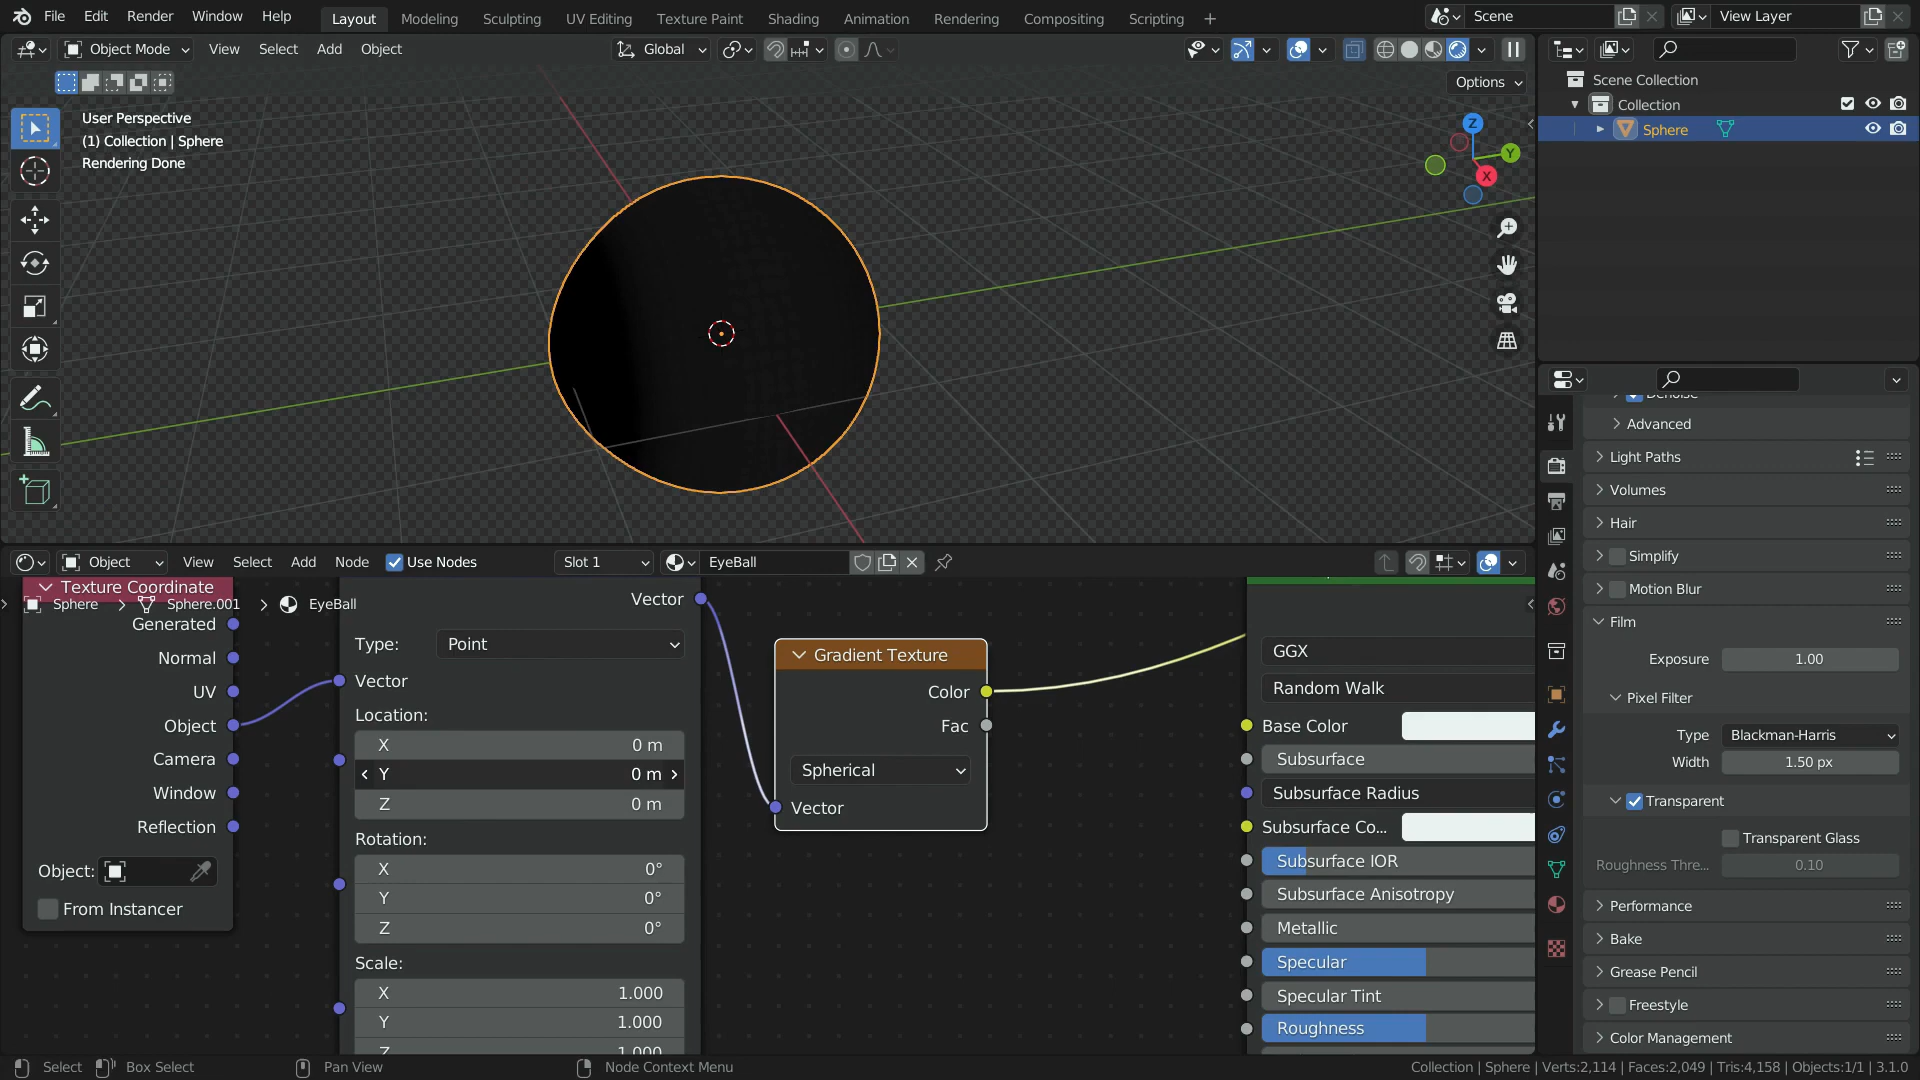 File Edit Render Window Help
Layout Modeling Sculpting UV Editing Texture Paint Shading Animation Rendering Compositing Scripting +
Scene
View Layer
Object Mode View Select Add Object
Global
Options
User Perspective
(1) Collection | Sphere
Rendering Done
Z
Y
X
Scene Collection
Collection
Sphere
Denoise
Advanced
Light Paths
Volumes
Hair
Simplify
Motion Blur
Film
Exposure 1.00
Pixel Filter
Type Blackman-Harris
Width 1.50 px
Transparent
Transparent Glass
Roughness Thre... 0.10
Performance
Bake
Grease Pencil
Freestyle
Color Management
Object View Select Add Node Use Nodes Slot 1 EyeBall
Texture Coordinate
Sphere > Sphere.001 > EyeBall
Generated
Normal
UV
Object
Camera
Window
Reflection
Object:
From Instancer
Vector
Type: Point
Vector
Location:
X 0 m
Y 0 m
Z 0 m
Rotation:
X 0°
Y 0°
Z 0°
Scale:
X 1.000
Y 1.000
Z 1.000
Gradient Texture
Color
Fac
Spherical
Vector
GGX
Random Walk
Base Color
Subsurface
Subsurface Radius
Subsurface Co...
Subsurface IOR
Subsurface Anisotropy
Metallic
Specular
Specular Tint
Roughness
Select Box Select Pan View Node Context Menu
Collection | Sphere | Verts:2,114 | Faces:2,049 | Tris:4,158 | Objects:1/1 | 3.1.0